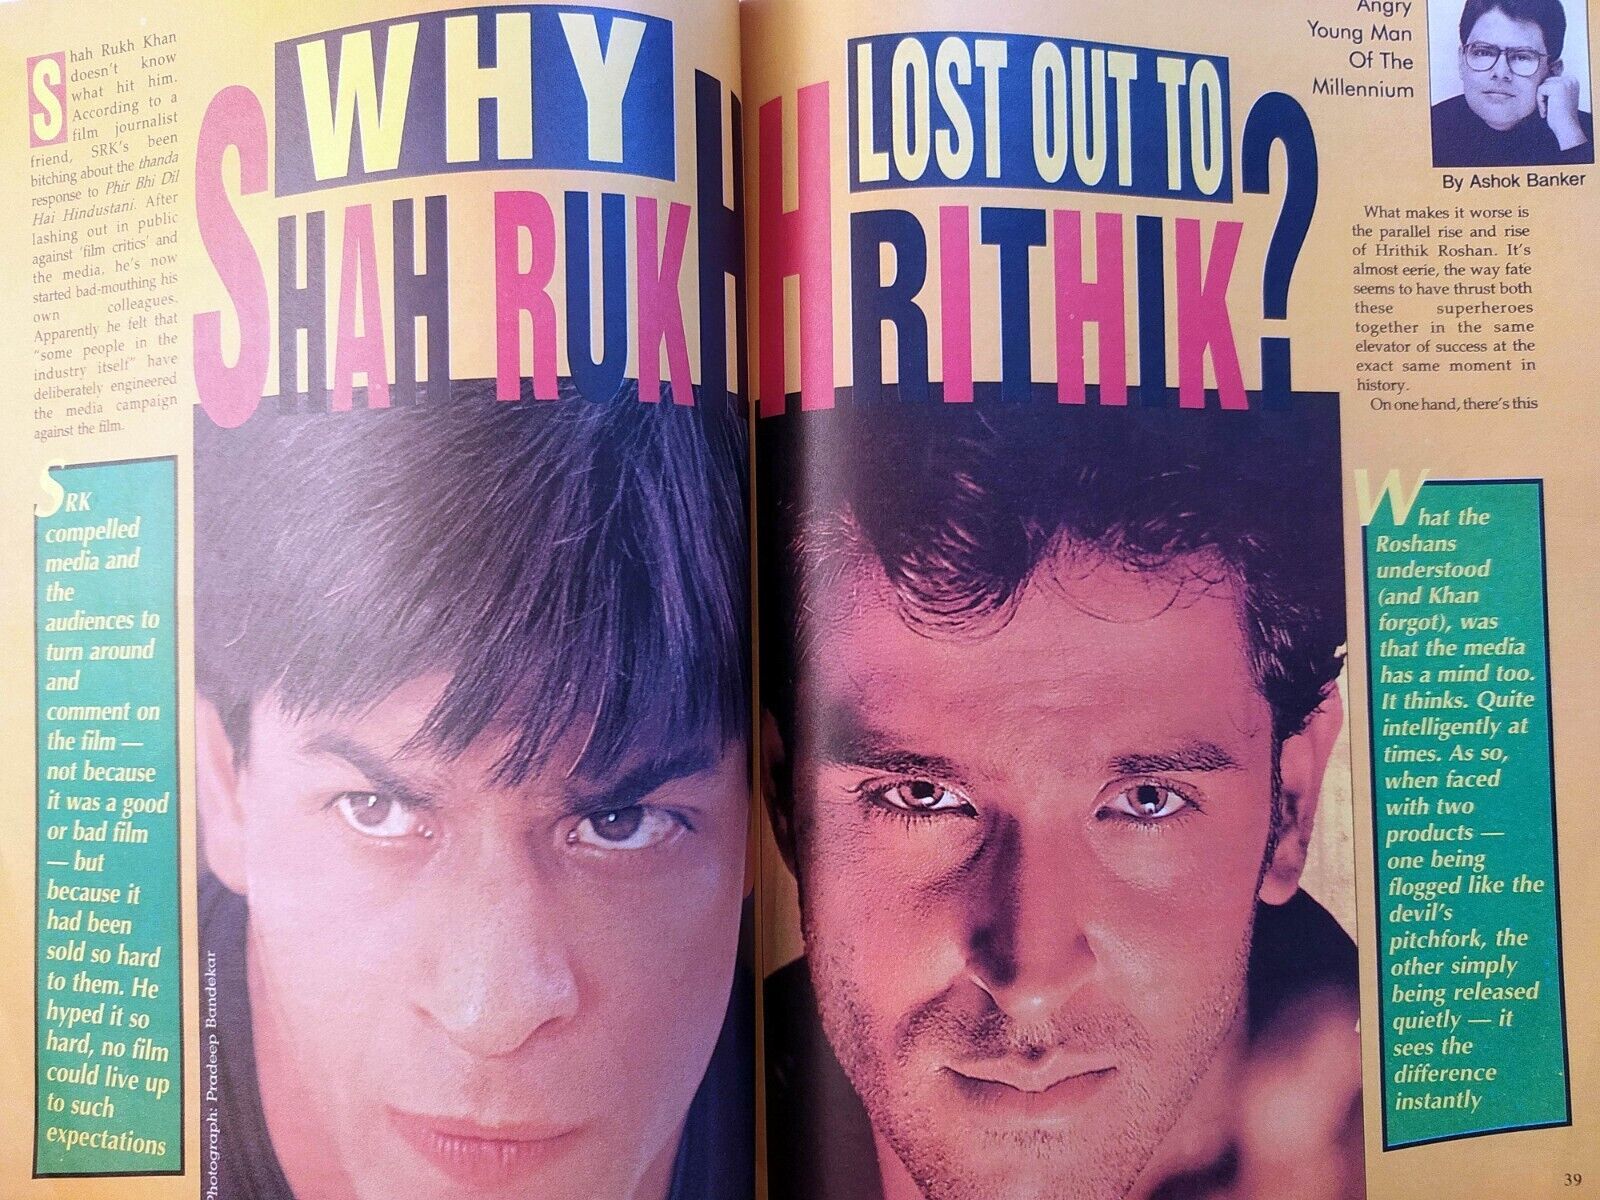 Shah Rukh Khan
doesn't know
what hit him.
According to a
film journalist
friend, SRK's been
bitching about the thanda
response to Phir Bhi Dil
Hai Hindustani. After
lashing out in public
against 'film critics' and
the media, he's now
started bad-mouthing his
own colleagues.
Apparently he felt that
"some people in the
industry itself" have
deliberately engineered
the media campaign
against the film.
SRK
compelled
media and
the
audiences to
turn around
and
comment on
the film —
not because
it was a good
or bad film
— but
because it
had been
sold so hard
to them. He
hyped it so
hard, no film
could live up
to such
expectations
Photograph: Pradeep Bandekar
WHY
SHAH RUKH
LOST OUT TO
HRITHIK?
Angry
Young Man
Of The
Millennium
By Ashok Banker
What makes it worse is
the parallel rise and rise
of Hrithik Roshan. It's
almost eerie, the way fate
seems to have thrust both
these superheroes
together in the same
elevator of success at the
exact same moment in
history.
On one hand, there's this
What the
Roshans
understood
(and Khan
forgot), was
that the media
has a mind too.
It thinks. Quite
intelligently at
times. As so,
when faced
with two
products —
one being
flogged like the
devil's
pitchfork, the
other simply
being released
quietly — it
sees the
difference
instantly
39